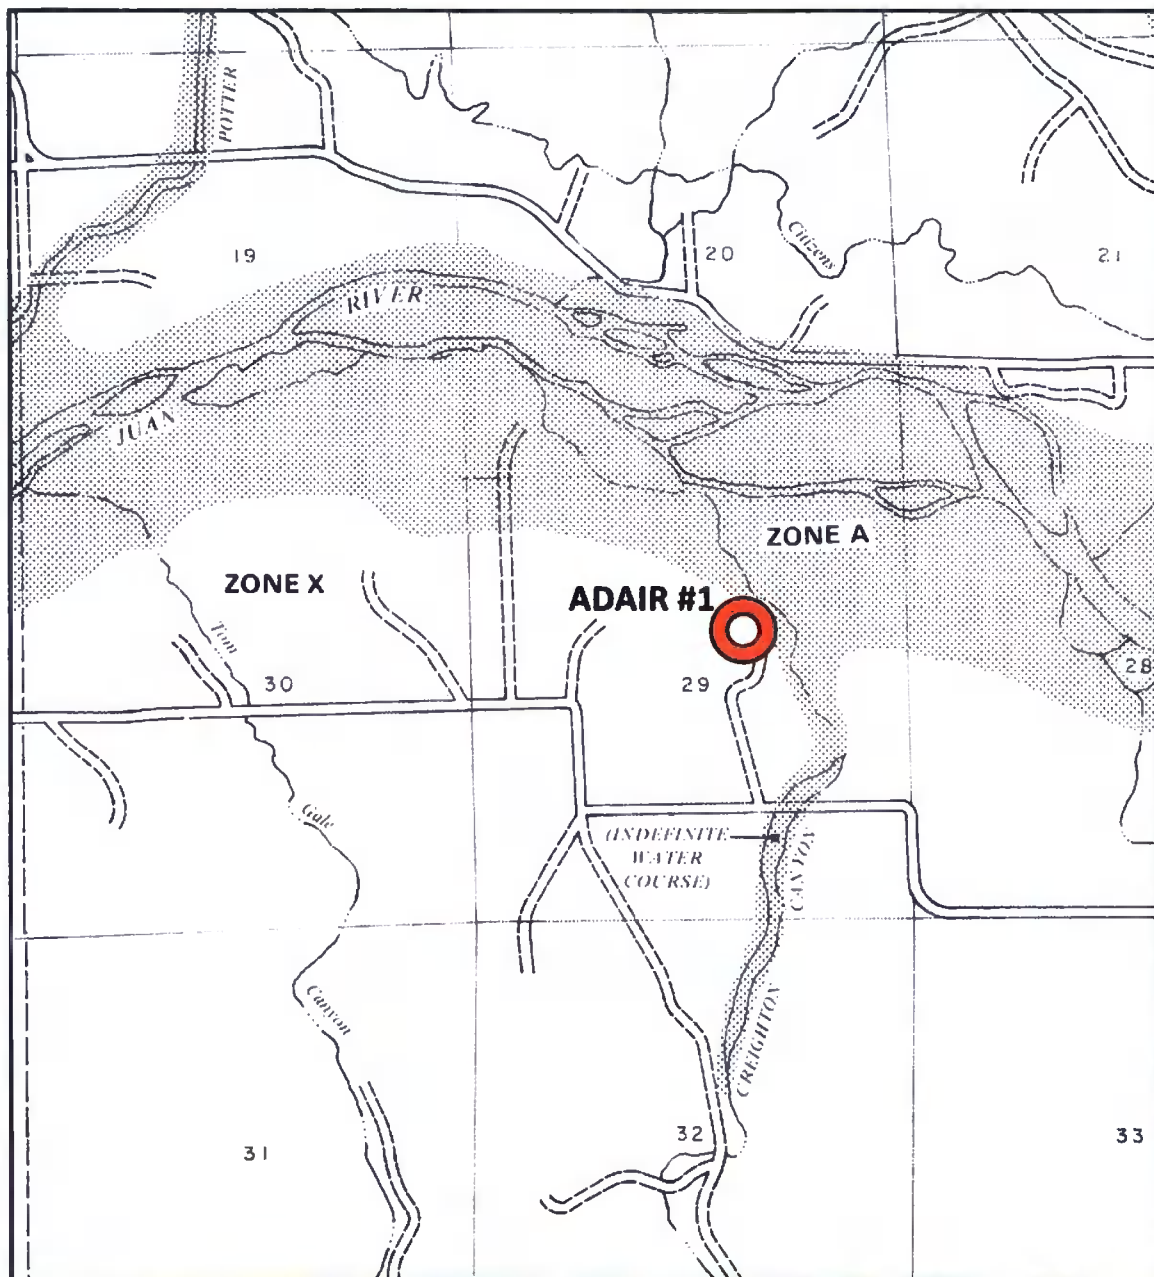 POTTER
19
20
21
Citizens
RIVER
JUAN
ZONE A
ZONE X
ADAIR #1
Tom
30
29
28
Gale
(INDEFINITE
WATER
COURSE)
CANYON
Canyon
CREIGHTON
31
32
33